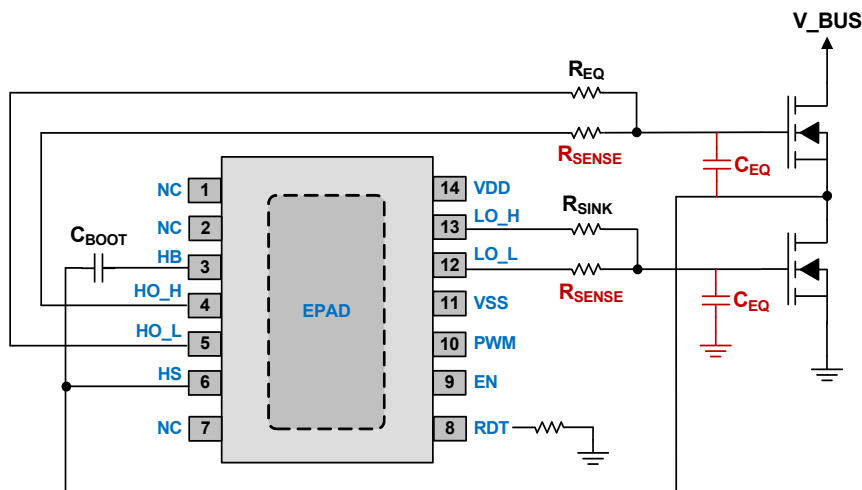 V_BUS
REQ
RSENSE
CEQ
NC 1
14 VDD
NC 2
13 LO_H
RSINK
CBOOT
HB 3
12 LO_L
RSENSE
CEQ
HO_H 4
EPAD
11 VSS
HO_L 5
10 PWM
HS 6
9 EN
NC 7
8 RDT